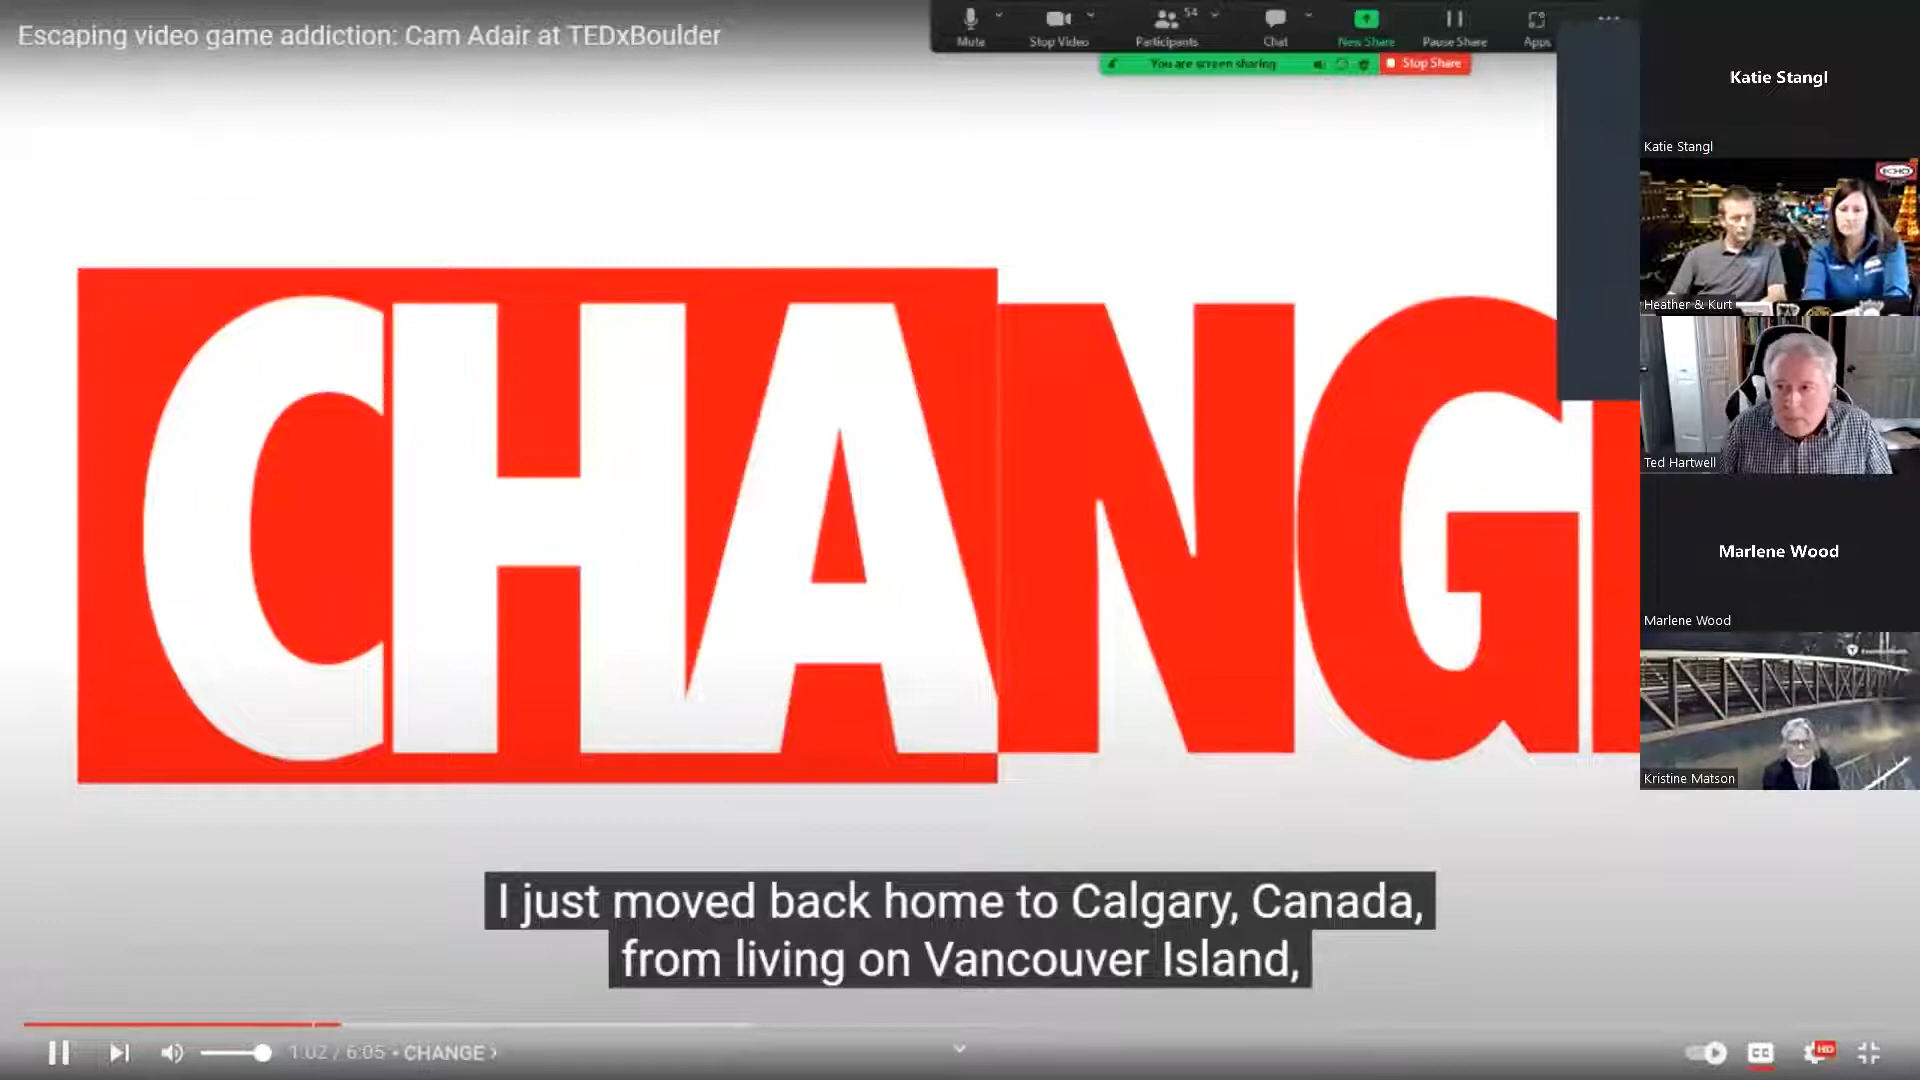 Escaping video game addiction: Cam Adair at TEDxBoulder
54
Mute
Stop Video
Participants
Chat
New Share
Pause Share
Apps
You are screen sharing
Stop Share
Katie Stangl
Katie Stangl
ECHO
Heather & Kurt
Ted Hartwell
Marlene Wood
Marlene Wood
Kristine Matson
CHANG
I just moved back home to Calgary, Canada,
from living on Vancouver Island,
1:02 / 6:05 • CHANGE ›
CC
HD